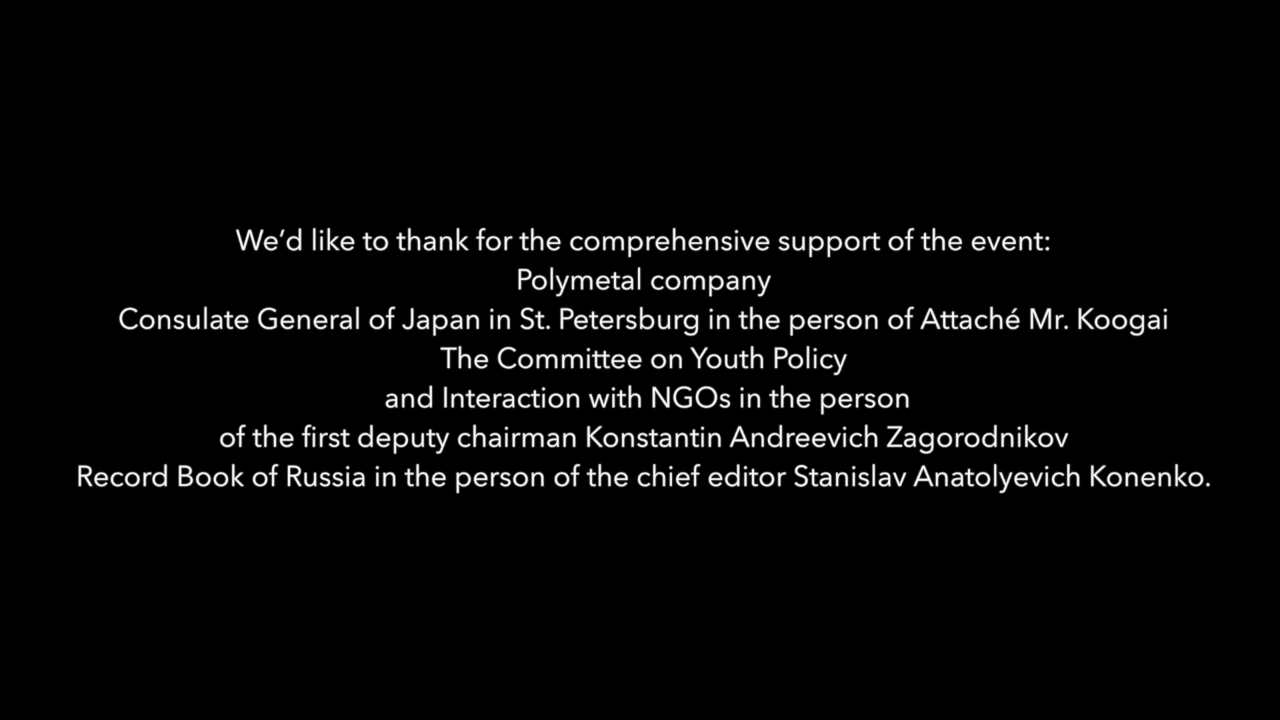 We’d like to thank for the comprehensive support of the event:
Polymetal company
Consulate General of Japan in St. Petersburg in the person of Attaché Mr. Koogai
The Committee on Youth Policy
and Interaction with NGOs in the person
of the first deputy chairman Konstantin Andreevich Zagorodnikov
Record Book of Russia in the person of the chief editor Stanislav Anatolyevich Konenko.